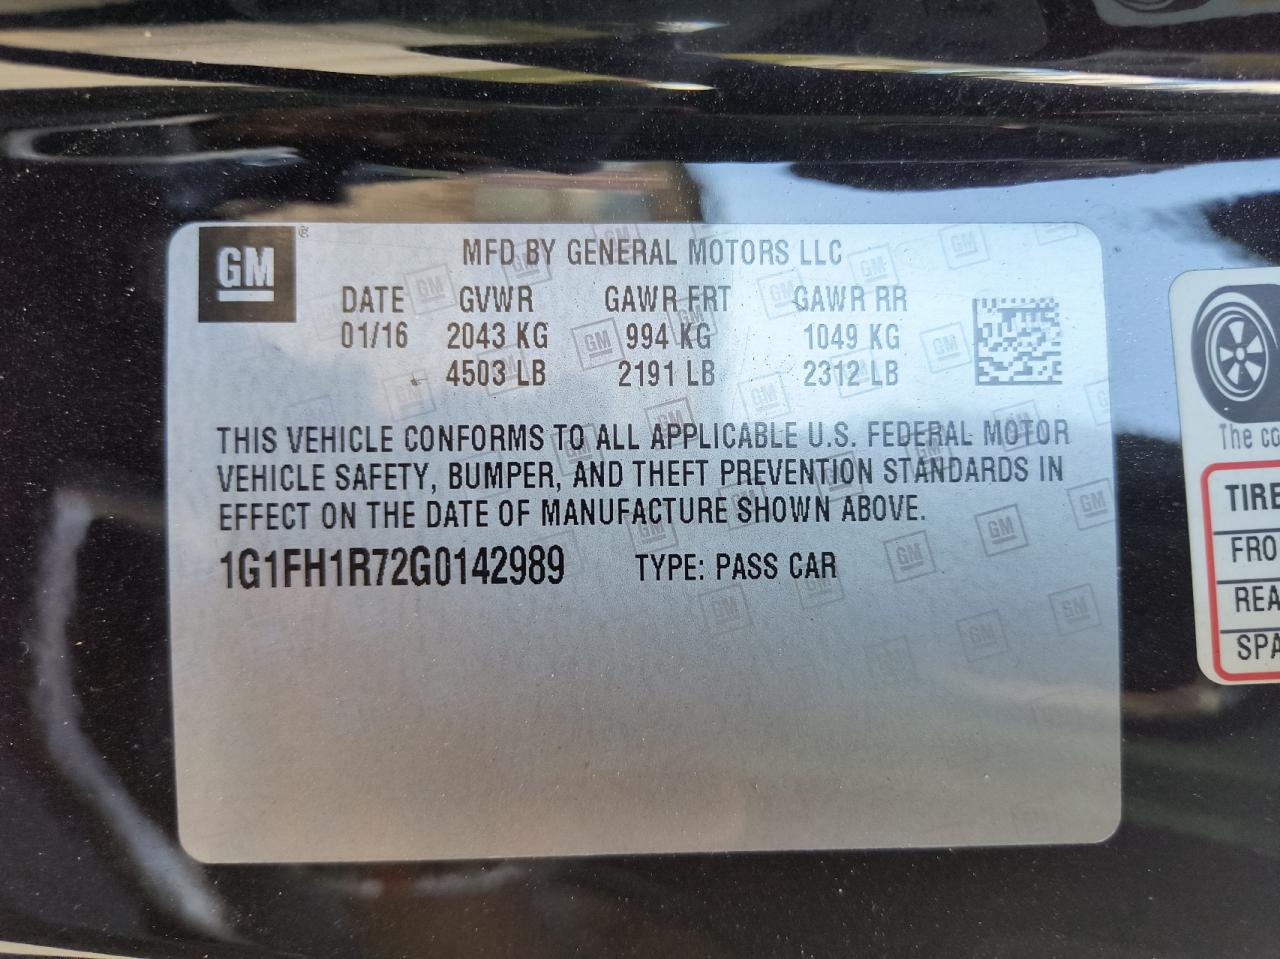 GM
MFD BY GENERAL MOTORS LLC
DATE GVWR GAWR FRT GAWR RR
01/16 2043 KG 994 KG 1049 KG
4503 LB 2191 LB 2312 LB
THIS VEHICLE CONFORMS TO ALL APPLICABLE U.S. FEDERAL MOTOR
VEHICLE SAFETY, BUMPER, AND THEFT PREVENTION STANDARDS IN
EFFECT ON THE DATE OF MANUFACTURE SHOWN ABOVE.
1G1FH1R72G0142989 TYPE: PASS CAR
The
TIRE